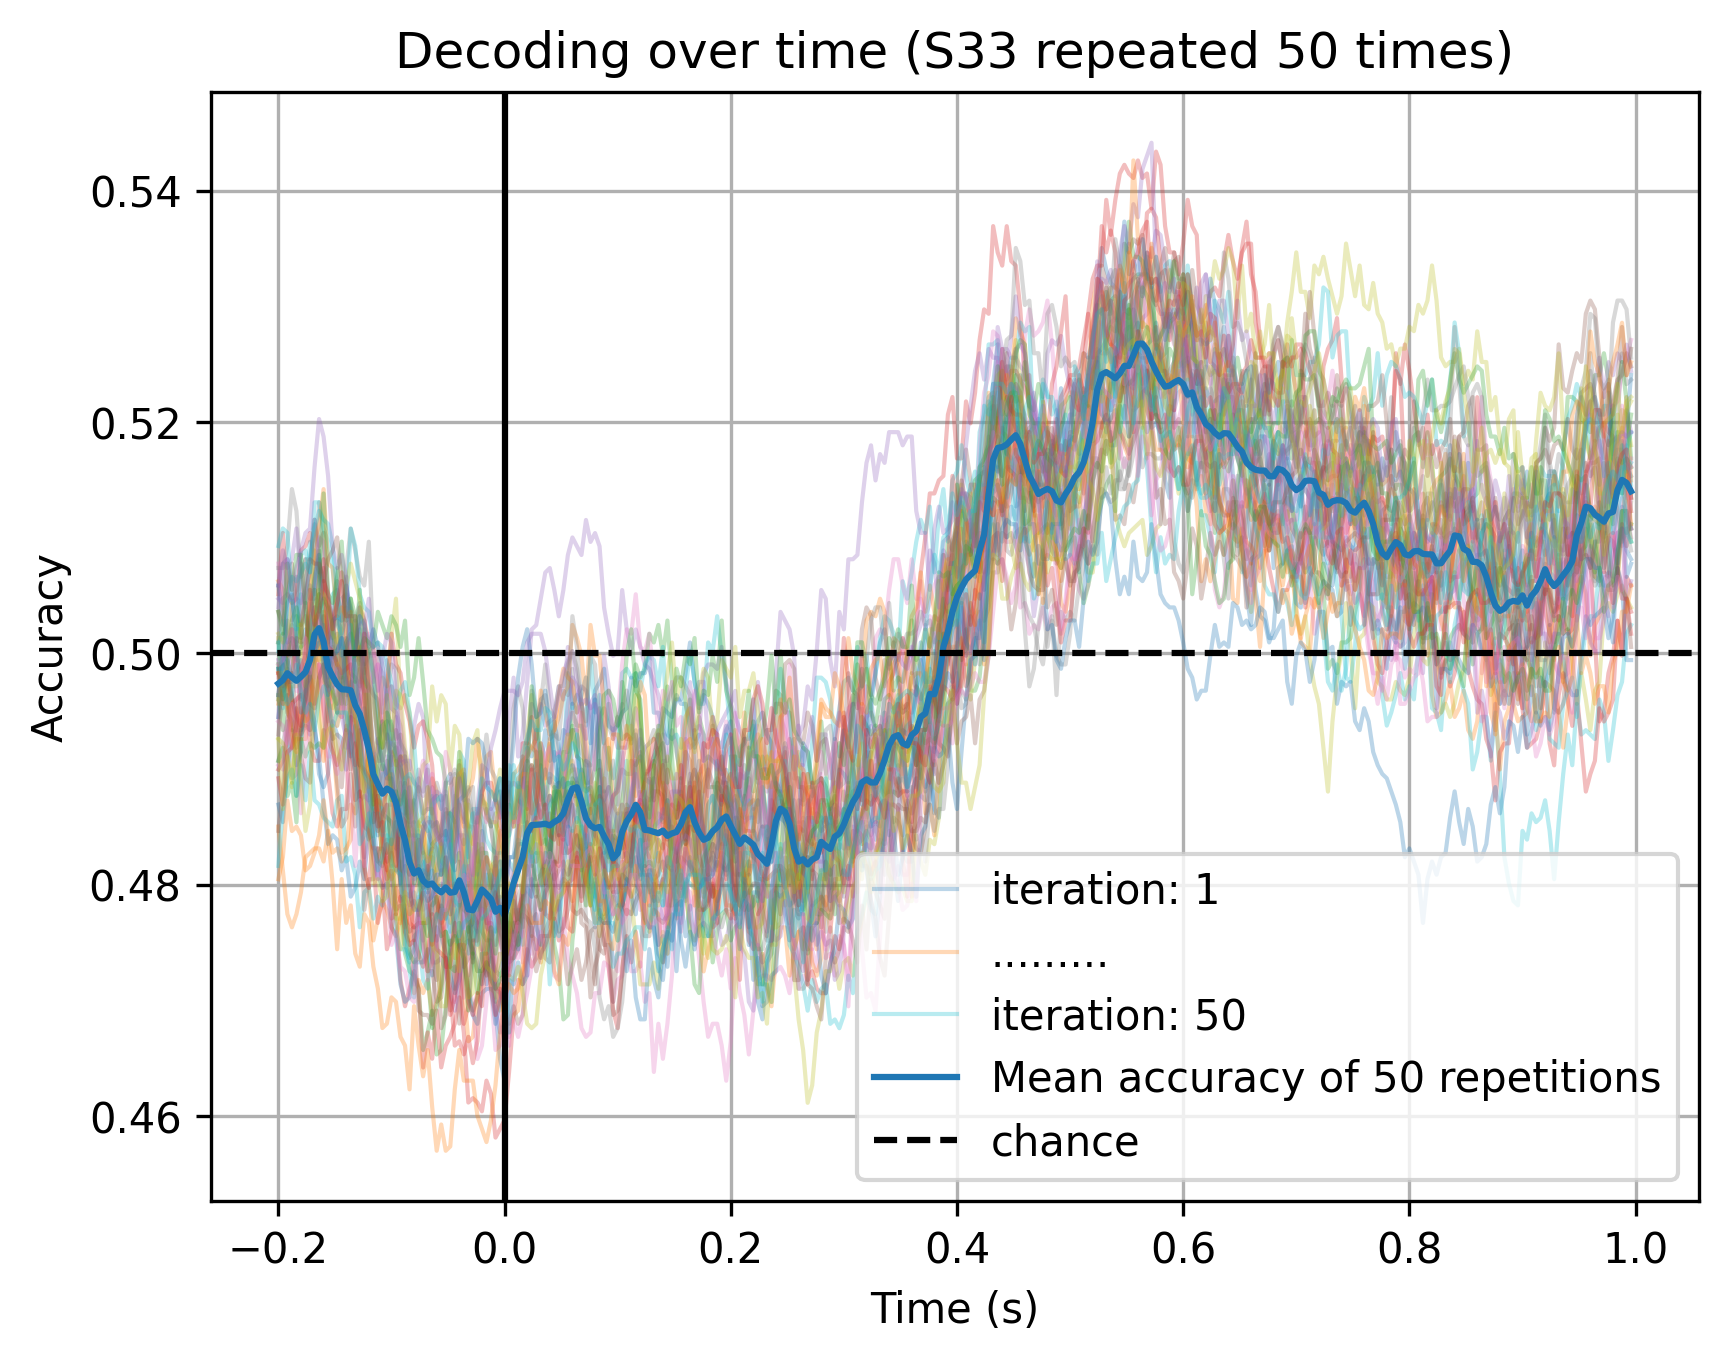 Decoding over time (S33 repeated 50 times)
Accuracy
0.54
0.52
0.50
0.48
0.46
iteration: 1
.........
iteration: 50
Mean accuracy of 50 repetitions
chance
−0.2 0.0 0.2 0.4 0.6 0.8 1.0
Time (s)